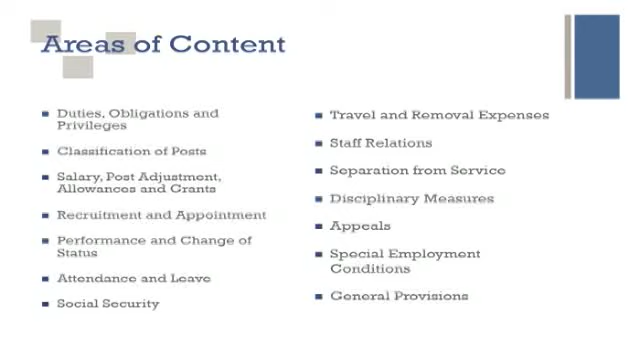 Areas of Content
Duties, Obligations and
Privileges
Classification of Posts
Salary, Post Adjustment,
Allowances and Grants
Recruitment and Appointment
Performance and Change of
Status
Attendance and Leave
Social Security
Travel and Removal Expenses
Staff Relations
Separation from Service
Disciplinary Measures
Appeals
Special Employment
Conditions
General Provisions